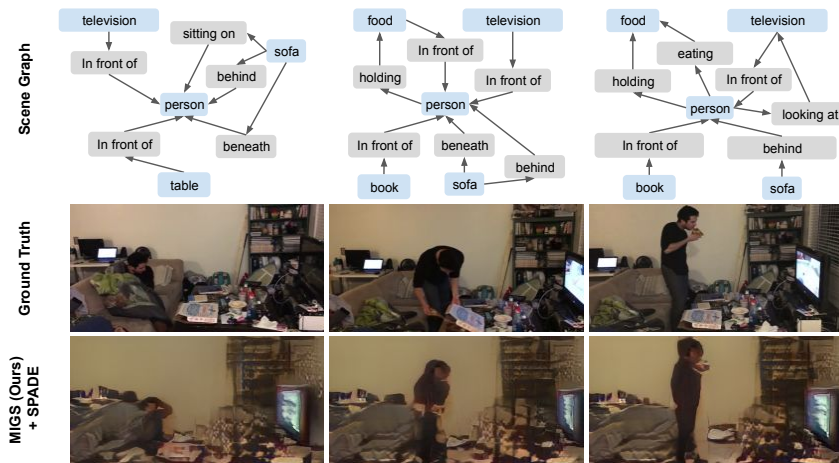 Scene Graph
television
sitting on
sofa
In front of
behind
person
In front of
beneath
table
food
television
In front of
holding
In front of
person
In front of
beneath
behind
book
sofa
food
television
eating
holding
In front of
person
looking at
In front of
behind
book
sofa
Ground Truth
MIGS (Ours)
+ SPADE